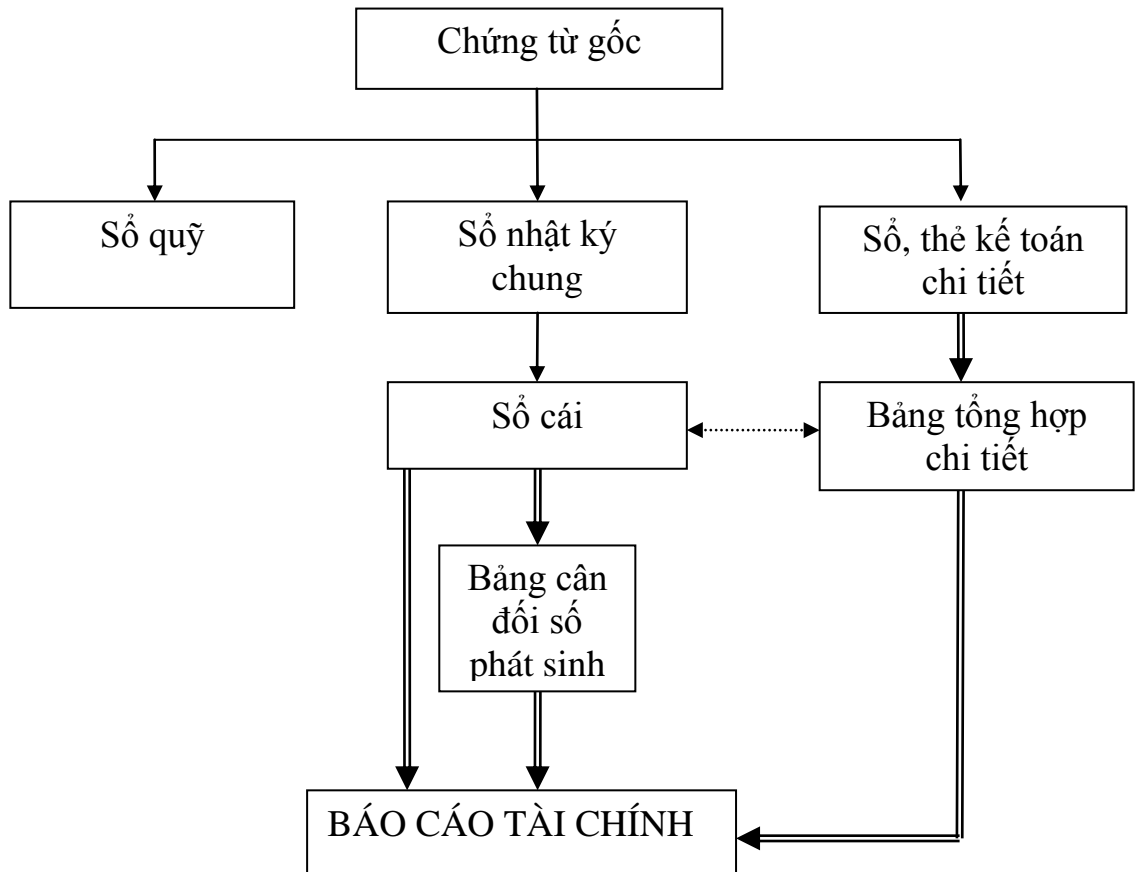 Chứng từ gốc
Sổ quỹ
Sổ nhật ký
chung
Sổ, thẻ kế toán
chi tiết
Sổ cái
Bảng tổng hợp
chi tiết
Bảng cân
đối số
phát sinh
BÁO CÁO TÀI CHÍNH